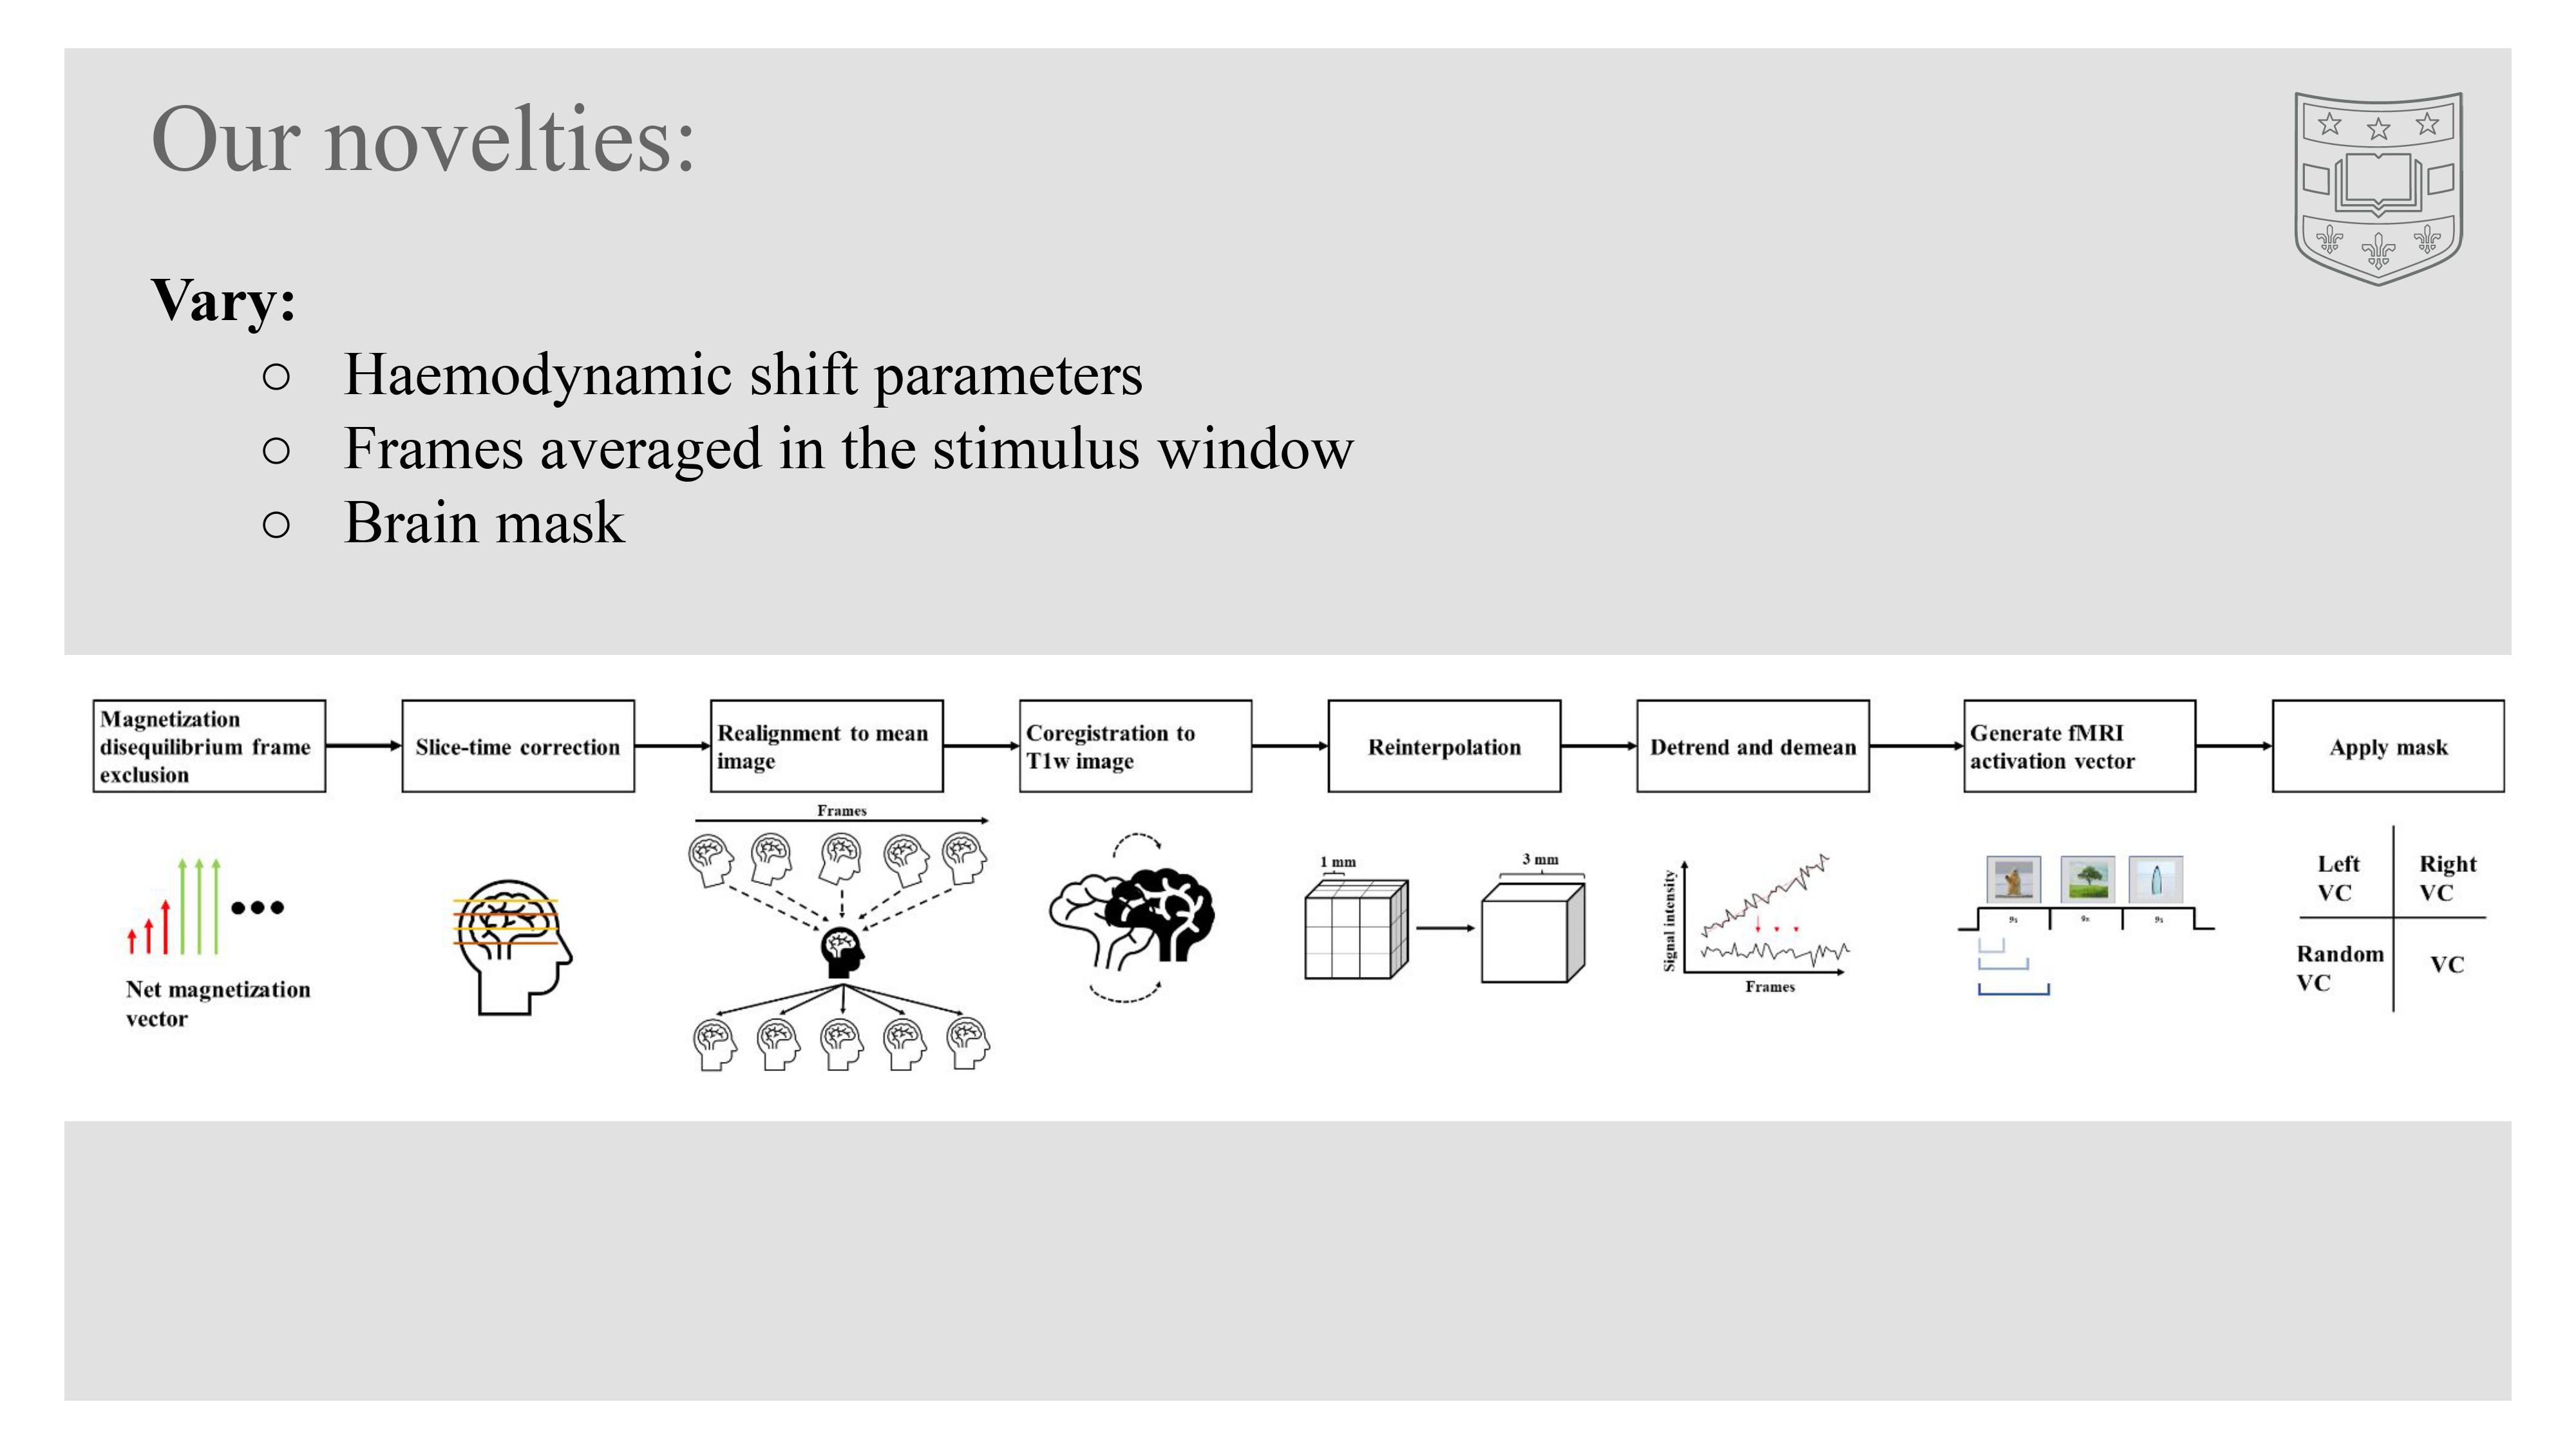 Our novelties:
Vary:
○ Haemodynamic shift parameters
○ Frames averaged in the stimulus window
○ Brain mask
Magnetization
disequilibrium frame
exclusion
Slice-time correction
Realignment to mean
image
Coregistration to
T1w image
Reinterpolation
Detrend and demean
Generate fMRI
activation vector
Apply mask
Net magnetization
vector
Frames
1 mm
3 mm
Signal intensity
Frames
9s
9s
9s
Left
VC
Right
VC
Random
VC
VC